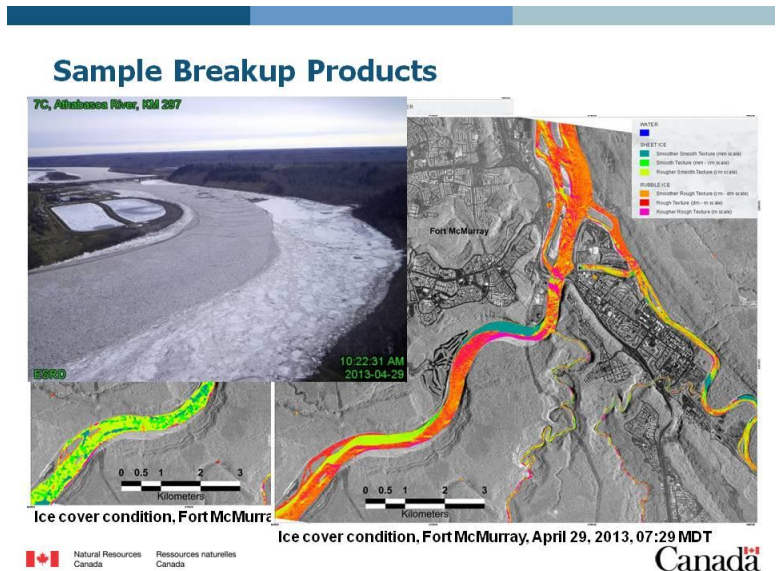 Sample Breakup Products
7C, Athabasca River, KM 297
WATER
SHEET ICE
Smoother Smooth Texture (mm scale)
Smooth Texture (mm - cm scale)
Rougher Smooth Texture (cm scale)
RUBBLE ICE
Smoother Rough Texture (cm - dm scale)
Rough Texture (dm - m scale)
Rougher Rough Texture (m scale)
Fort McMurray
10:22:31 AM
ESRD
2013-04-29
0 0.5 1 2 3
Kilometers
0 0.5 1 2 3
Kilometers
Ice cover condition, Fort McMurra
Ice cover condition, Fort McMurray, April 29, 2013, 07:29 MDT
Natural Resources Ressources naturelles
Canada Canada
Canada